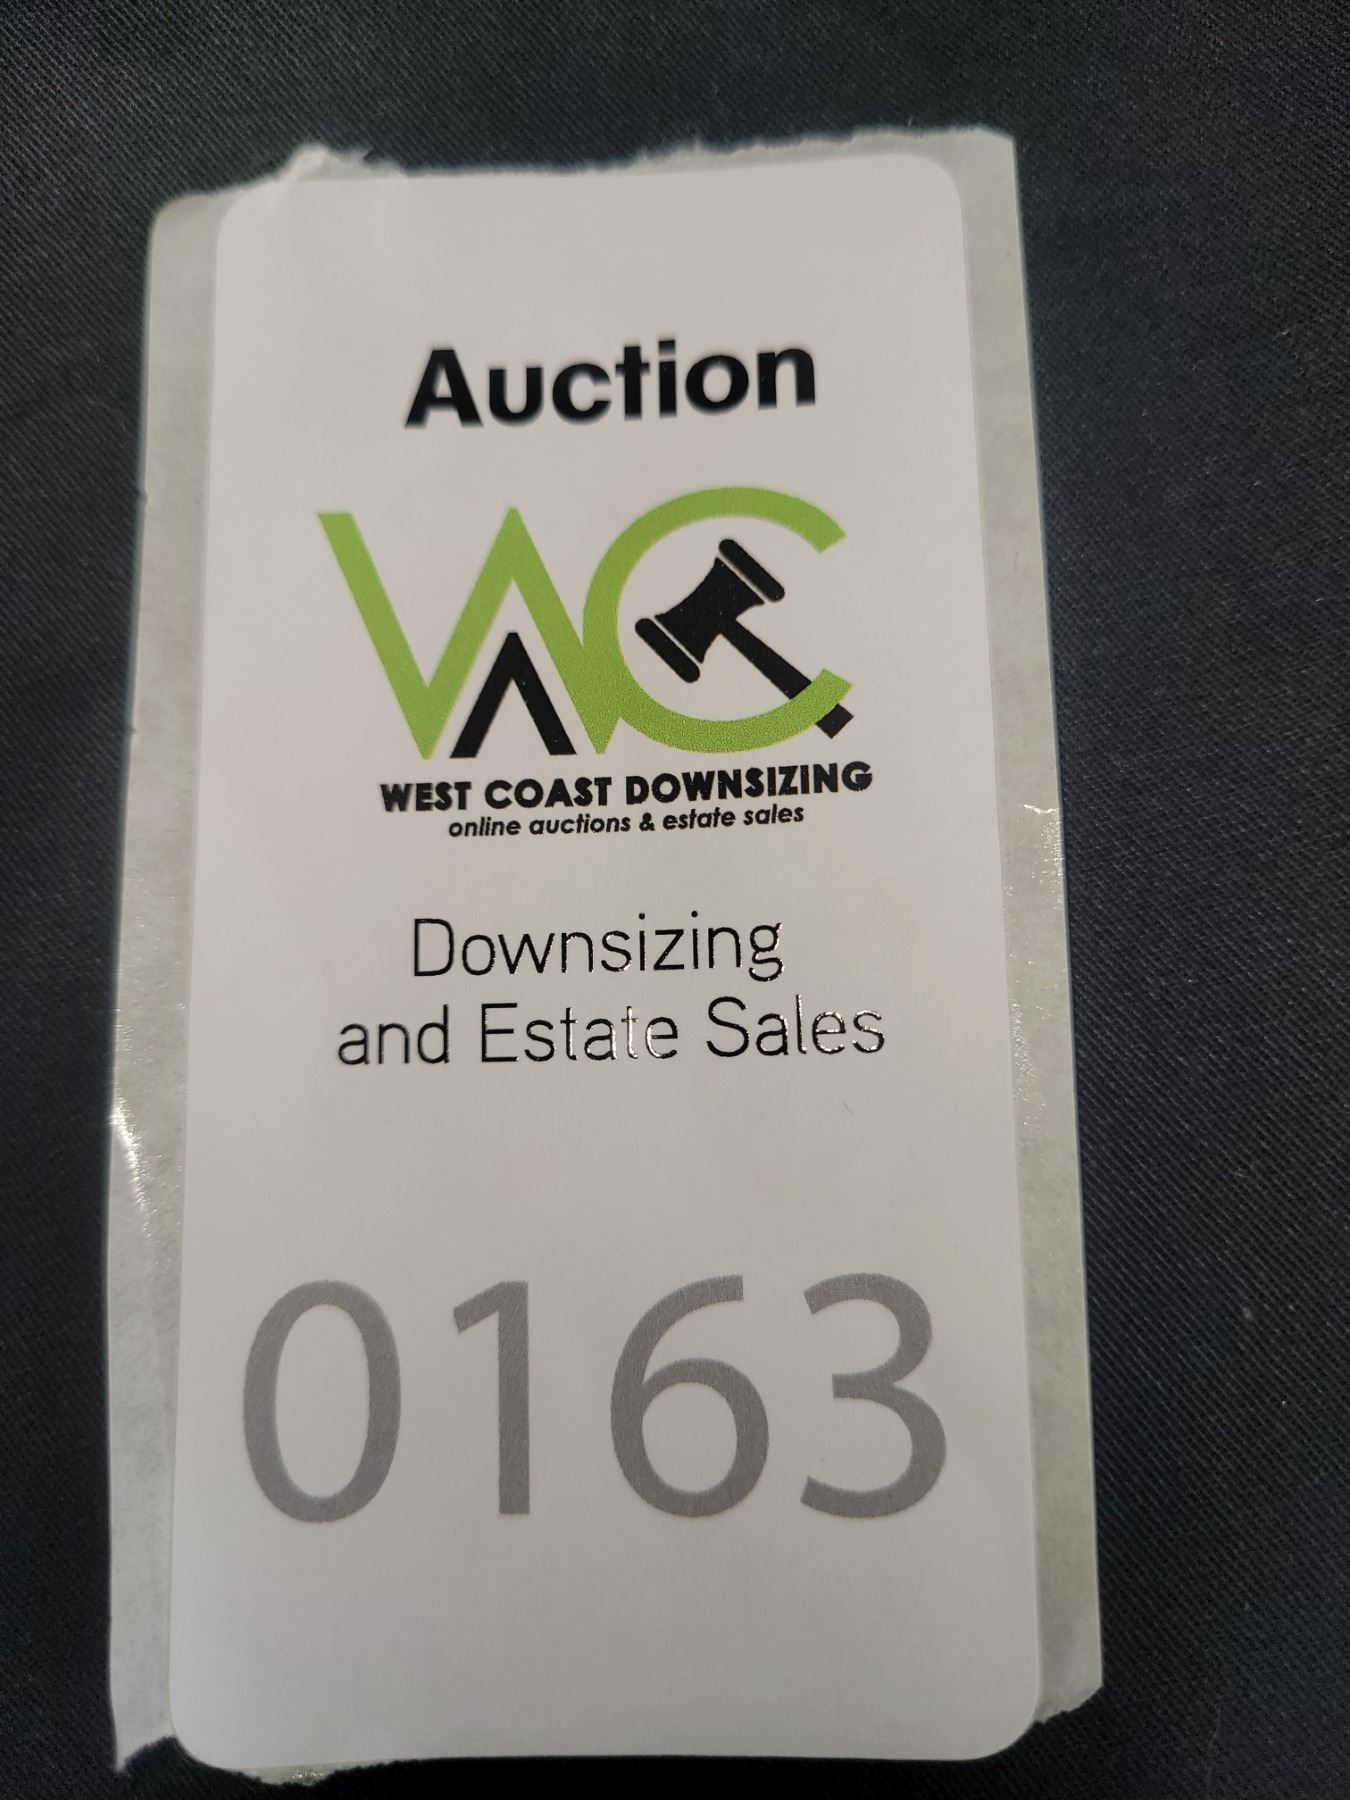 Auction
WC
WEST COAST DOWNSIZING
online auctions & estate sales
Downsizing
and Estate Sales
0163